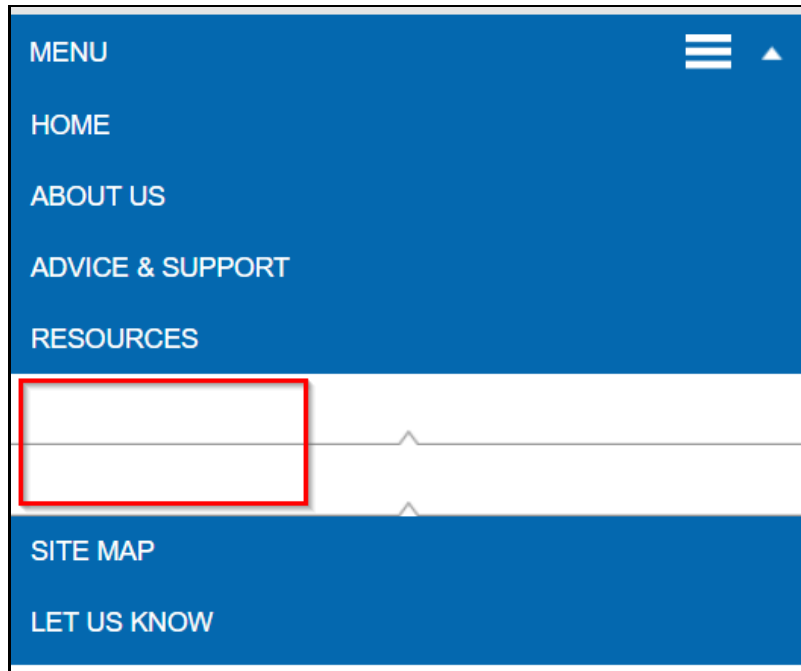 MENU
HOME
ABOUT US
ADVICE & SUPPORT
RESOURCES
SITE MAP
LET US KNOW